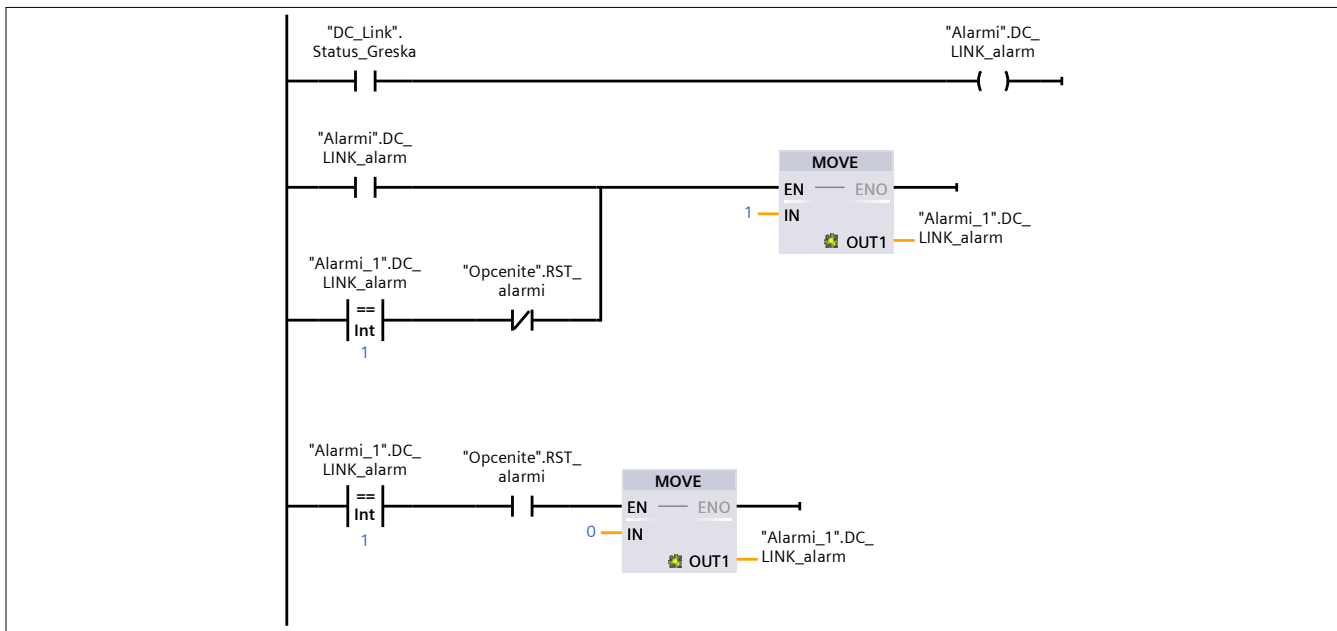 "DC_Link".
Status_Greska
"Alarmi".DC_
LINK_alarm
"Alarmi".DC_
LINK_alarm
MOVE
EN
ENO
1
IN
OUT1
"Alarmi_1".DC_
LINK_alarm
"Alarmi_1".DC_
LINK_alarm
==
Int
1
"Opcenite".RST_
alarmi
"Alarmi_1".DC_
LINK_alarm
==
Int
1
"Opcenite".RST_
alarmi
MOVE
EN
ENO
0
IN
OUT1
"Alarmi_1".DC_
LINK_alarm